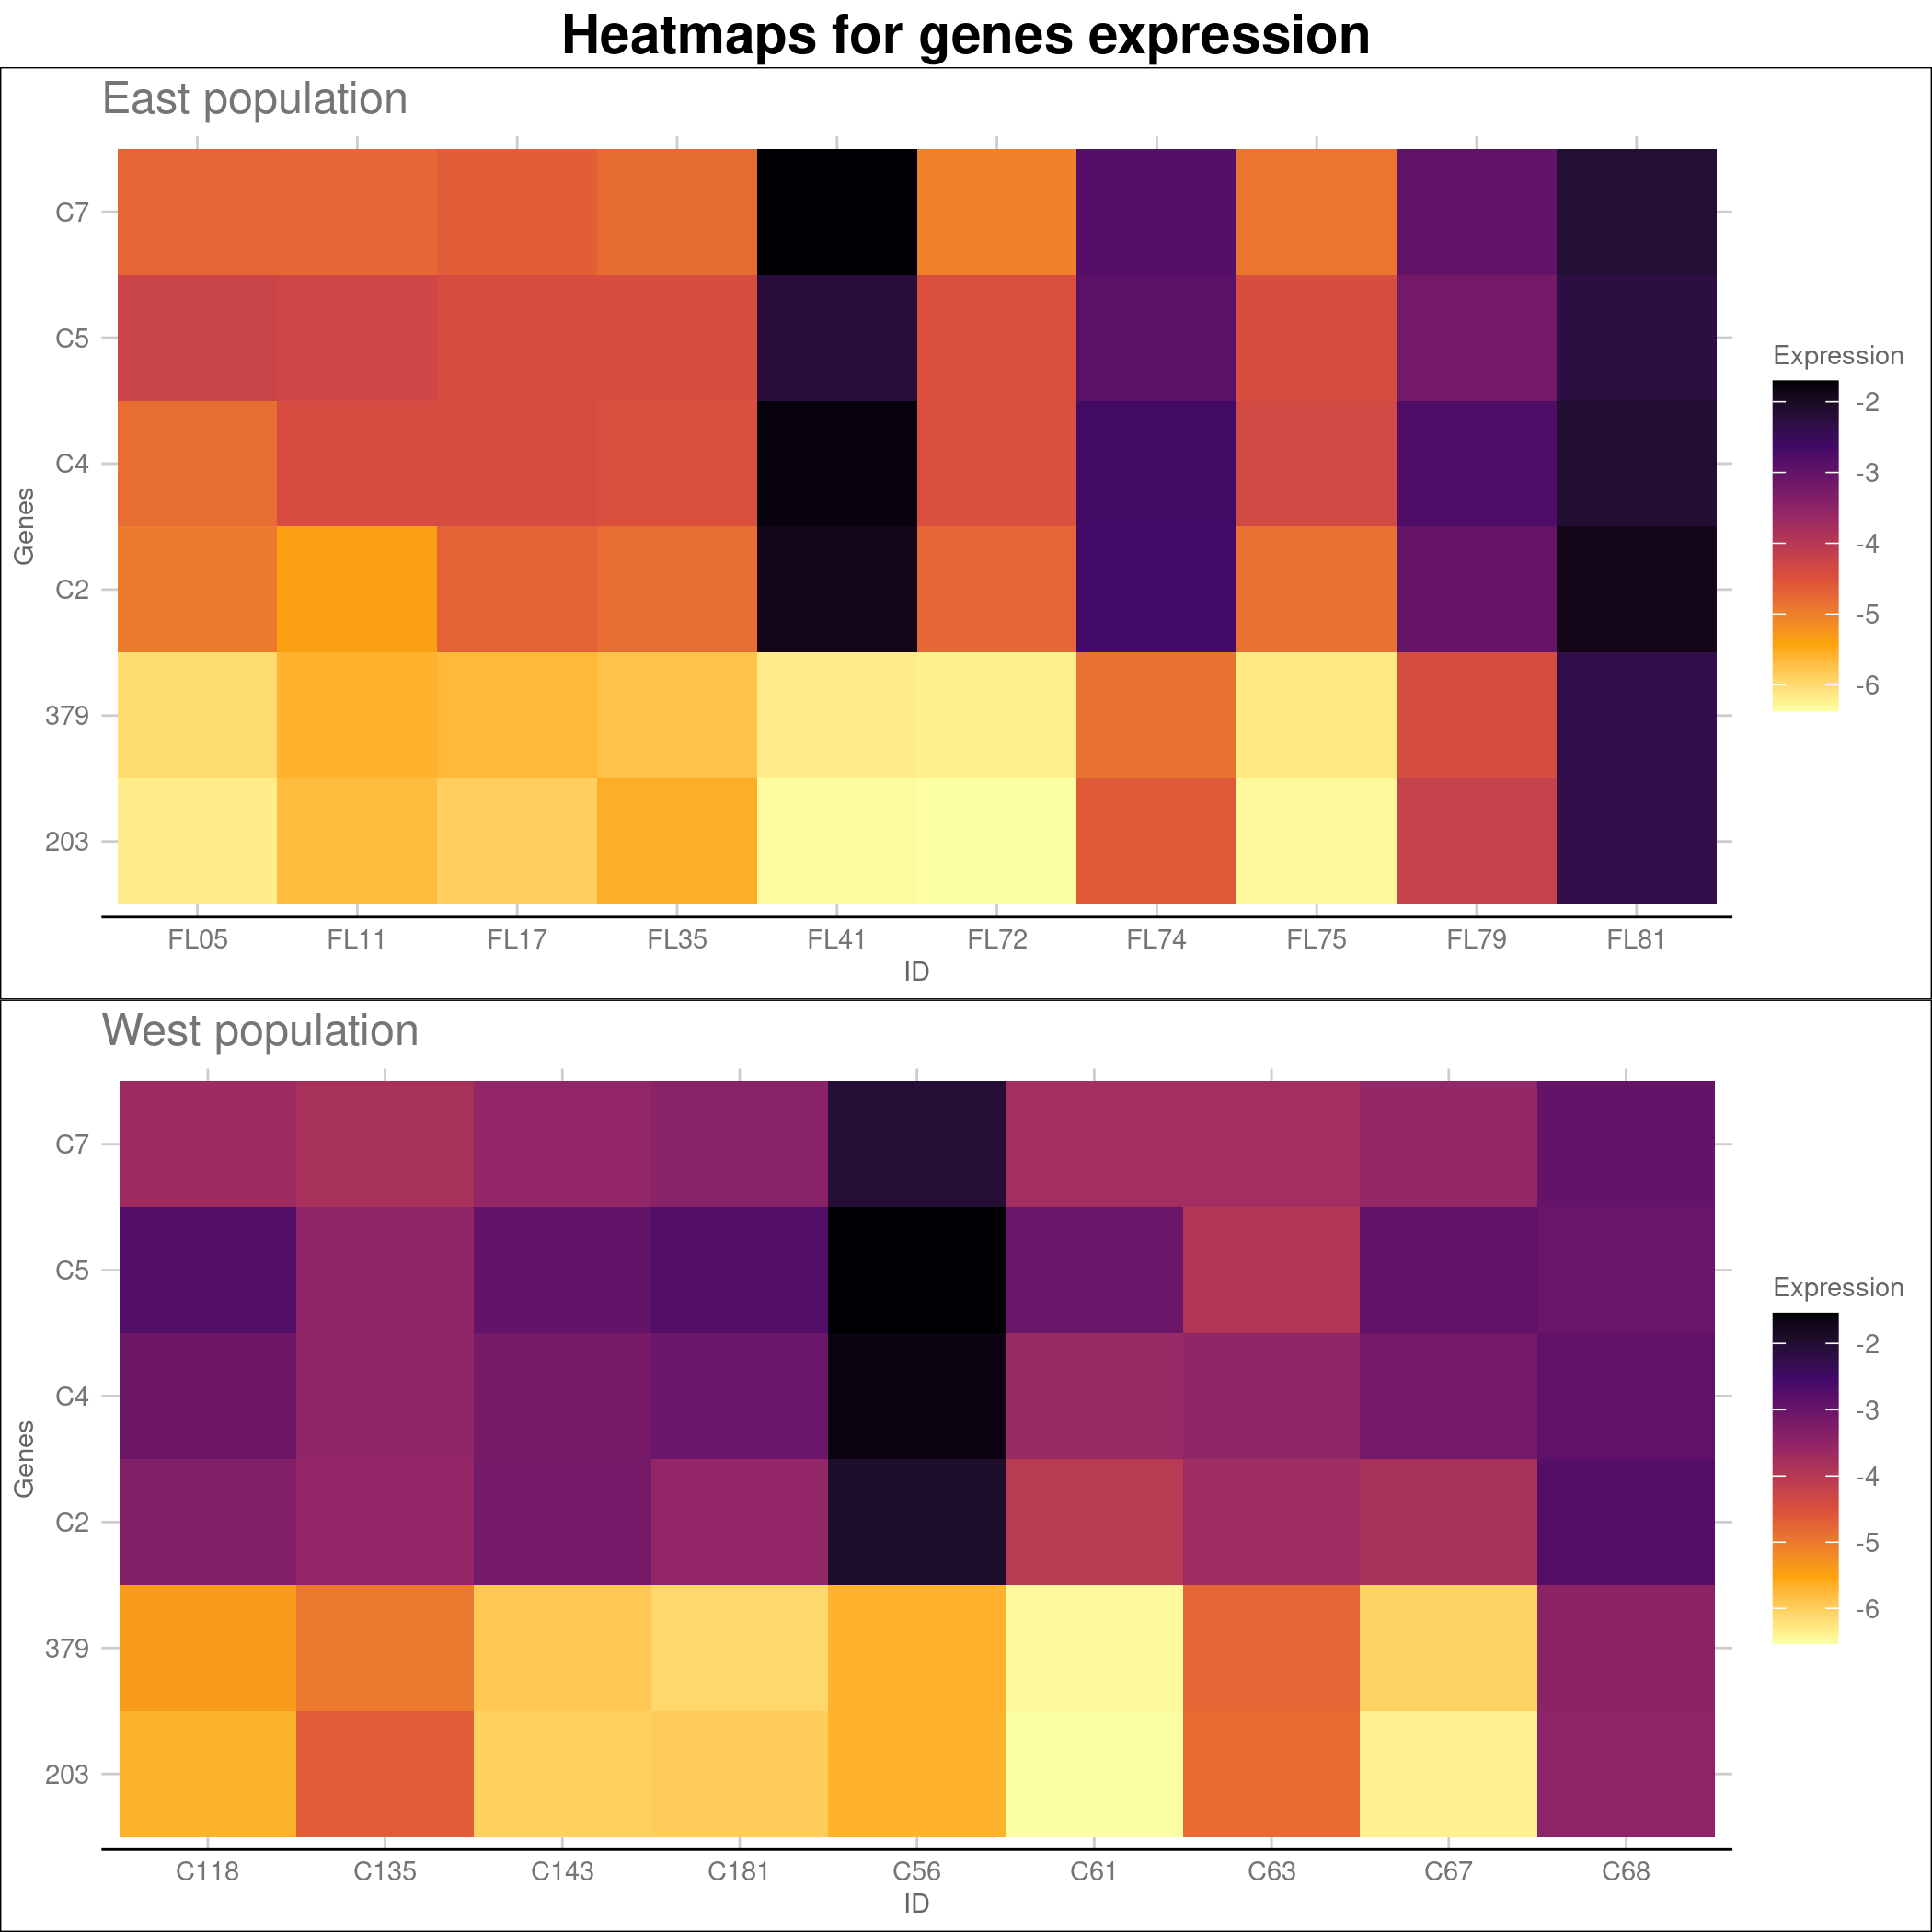 Heatmaps for genes expression
East population
C7
C5
C4
C2
379
203
Genes
FL05 FL11 FL17 FL35 FL41 FL72 FL74 FL75 FL79 FL81
ID
Expression
-2
-3
-4
-5
-6
West population
C7
C5
C4
C2
379
203
Genes
C118 C135 C143 C181 C56 C61 C63 C67 C68
ID
Expression
-2
-3
-4
-5
-6